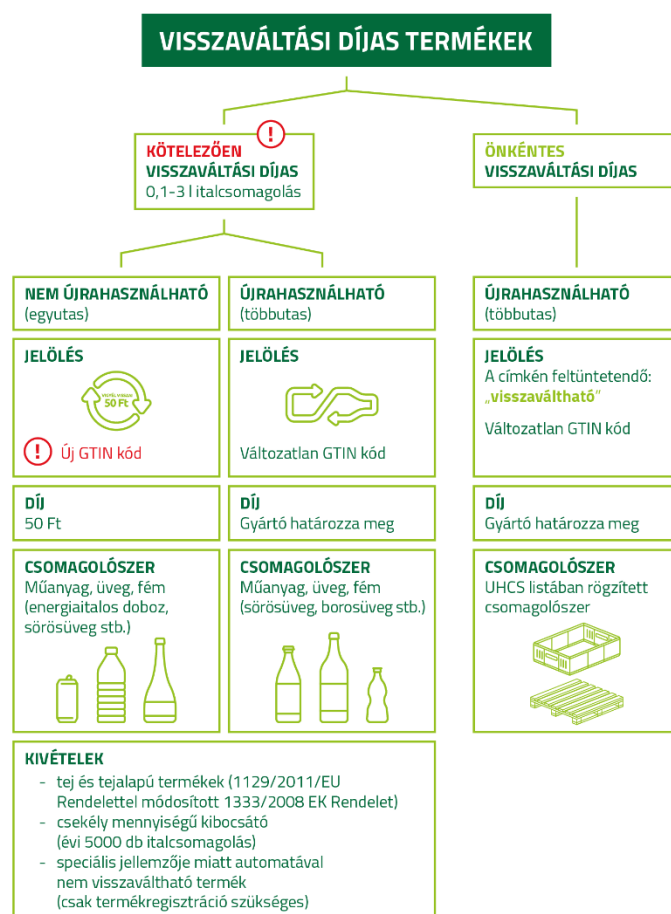 VISSZAVÁLTÁSI DÍJAS TERMÉKEK
KÖTELEZŐEN
VISSZAVÁLTÁSI DÍJAS
0,1-3 l italcsomagolás
ÖNKÉNTES
VISSZAVÁLTÁSI DÍJAS
NEM ÚJRAHASZNÁLHATÓ
(egyutas)
ÚJRAHASZNÁLHATÓ
(többutas)
ÚJRAHASZNÁLHATÓ
(többutas)
JELÖLÉS
50 Ft
! Új GTIN kód
JELÖLÉS
Változatlan GTIN kód
JELÖLÉS
A címkén feltüntetendő:
„visszaváltható”
Változatlan GTIN kód
DÍJ
50 Ft
DÍJ
Gyártó határozza meg
DÍJ
Gyártó határozza meg
CSOMAGOLÓSZER
Műanyag, üveg, fém
(energiaitalos doboz,
sörösüveg stb.)
CSOMAGOLÓSZER
Műanyag, üveg, fém
(sörösüveg, borosüveg stb.)
CSOMAGOLÓSZER
UHCS listában rögzített
csomagolószer
KIVÉTELEK
- tej és tejalapú termékek (1129/2011/EU
Rendelettel módosított 1333/2008 EK Rendelet)
- csekély mennyiségű kibocsátó
(évi 5000 db italcsomagolás)
- speciális jellemzője miatt automatával
nem visszaváltható termék
(csak termékregisztráció szükséges)